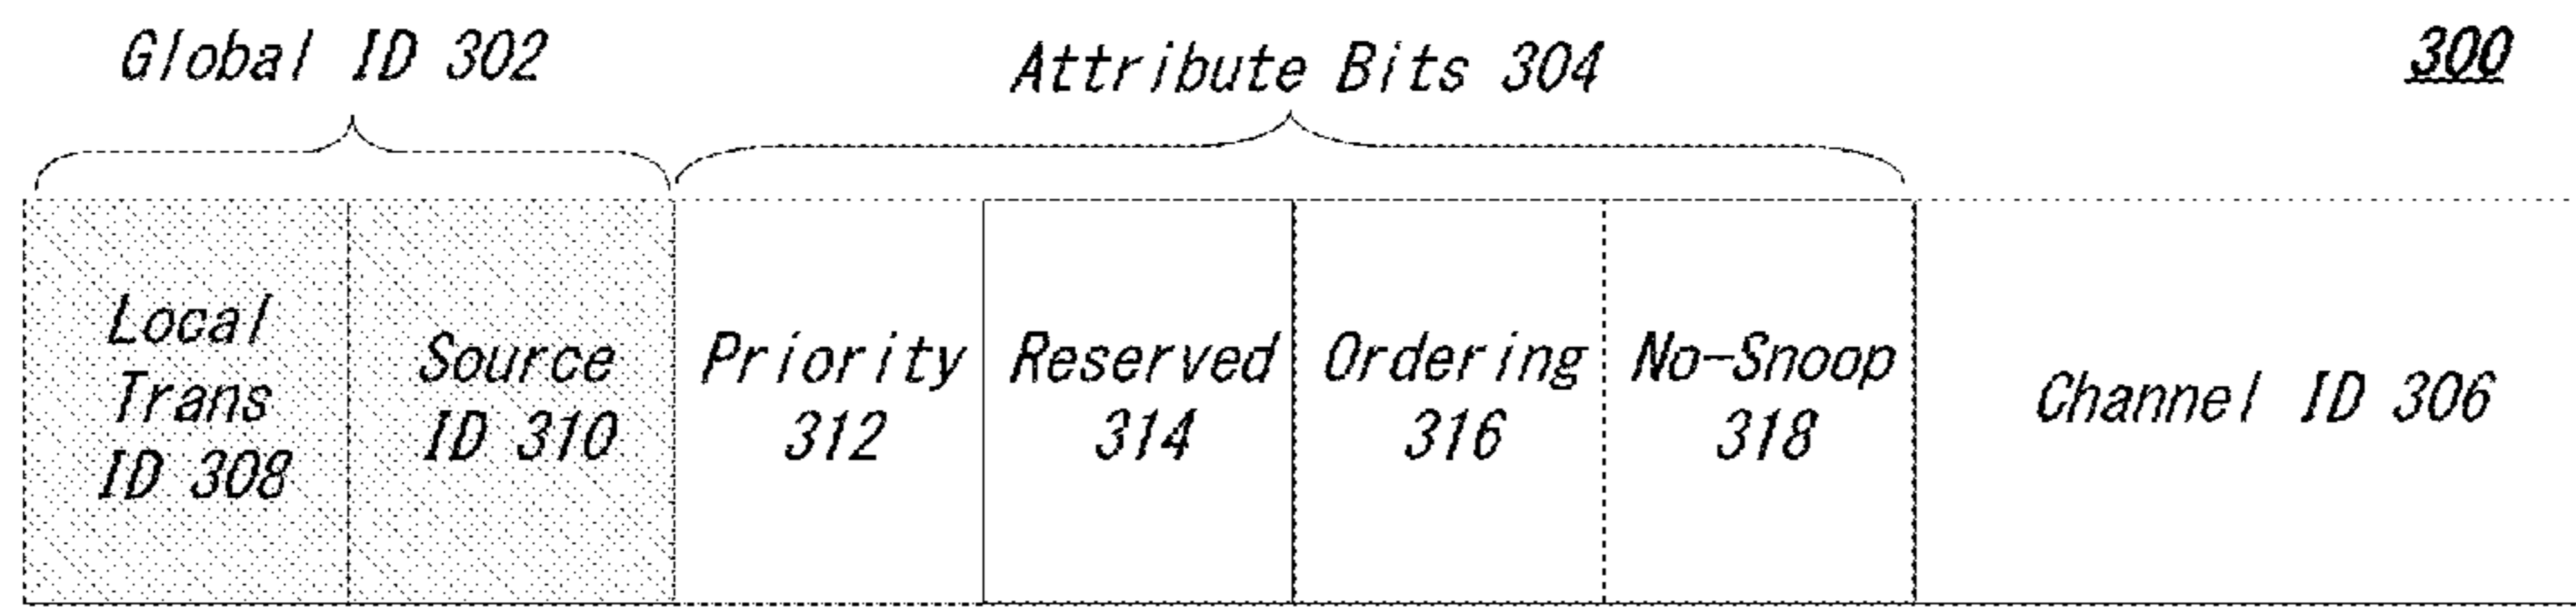 Global ID 302
Attribute Bits 304
300
Local
Trans
ID 308
Source
ID 310
Priority
312
Reserved
314
Ordering
316
No-Snoop
318
Channel ID 306